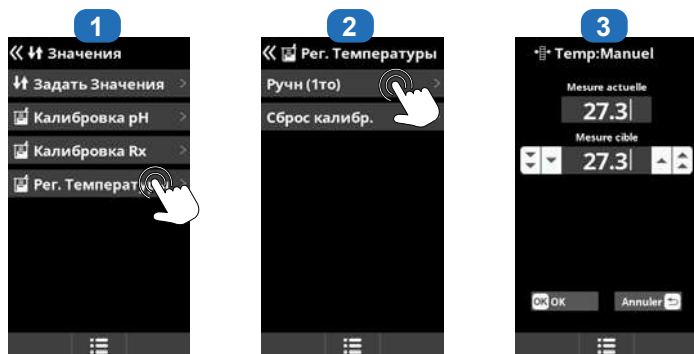 1
Значения
Задать Значения
Калибровка pH
Калибровка Rx
Рег. Температ
2
Рег. Температуры
Ручн (1то)
Сброс калибр.
3
Temp:Manuel
Mesure actuelle
27.3
Mesure cible
27.3
OK OK
Annuler